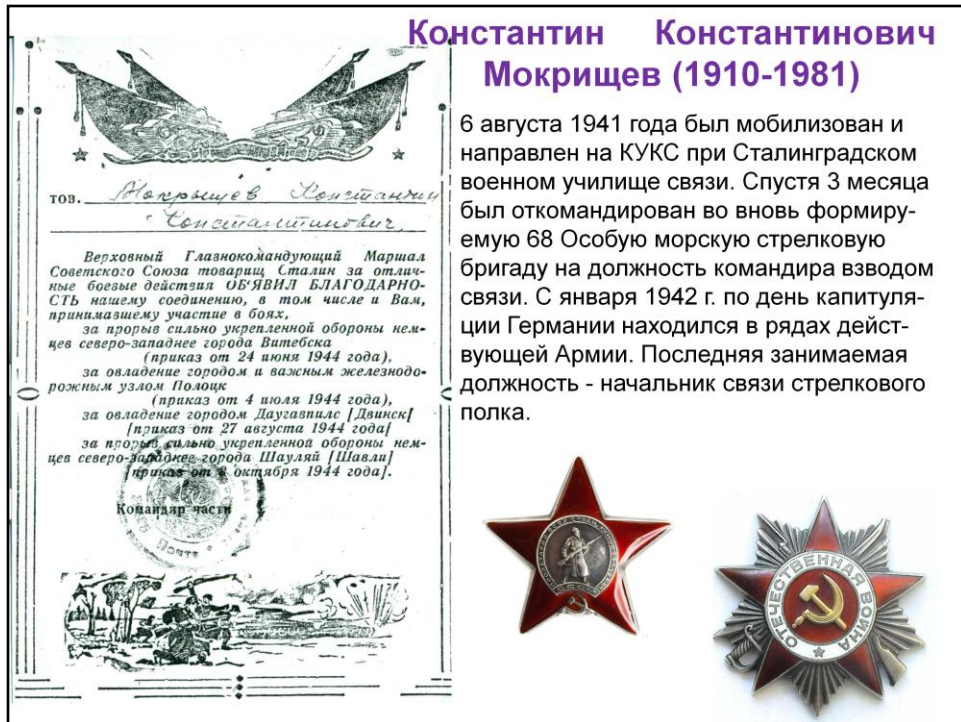 Константин Константинович
Мокрищев (1910-1981)
6 августа 1941 года был мобилизован и
направлен на КУКС при Сталинградском
военном училище связи. Спустя 3 месяца
был откомандирован во вновь формиру-
емую 68 Особую морскую стрелковую
бригаду на должность командира взводом
связи. С января 1942 г. по день капитуля-
ции Германии находился в рядах дейст-
вующей Армии. Последняя занимаемая
должность - начальник связи стрелкового
полка.
тов. Мокрищев Константин
Константинович
Верховный Главнокомандующий Маршал
Советского Союза товарищ Сталин за отлич-
ные боевые действия ОБ'ЯВИЛ БЛАГОДАРНО-
СТЬ нашему соединению, в том числе и Вам,
принимавшему участие в боях,
за прорыв сильно укрепленной обороны нем-
цев северо-западнее города Витебска
(приказ от 24 июня 1944 года),
за овладение городом и важным железнодо-
рожным узлом Полоцк
(приказ от 4 июля 1944 года),
за овладение городом Даугавпилс [Двинск[
[приказ от 27 августа 1944 года[
за прорыв сильно укрепленной обороны нем-
цев северо-западнее города Шауляй [Шавли]
[приказ от октября 1944 года].
Командир части
Почта
ОТЕЧЕСТВЕННАЯ ВОЙНА